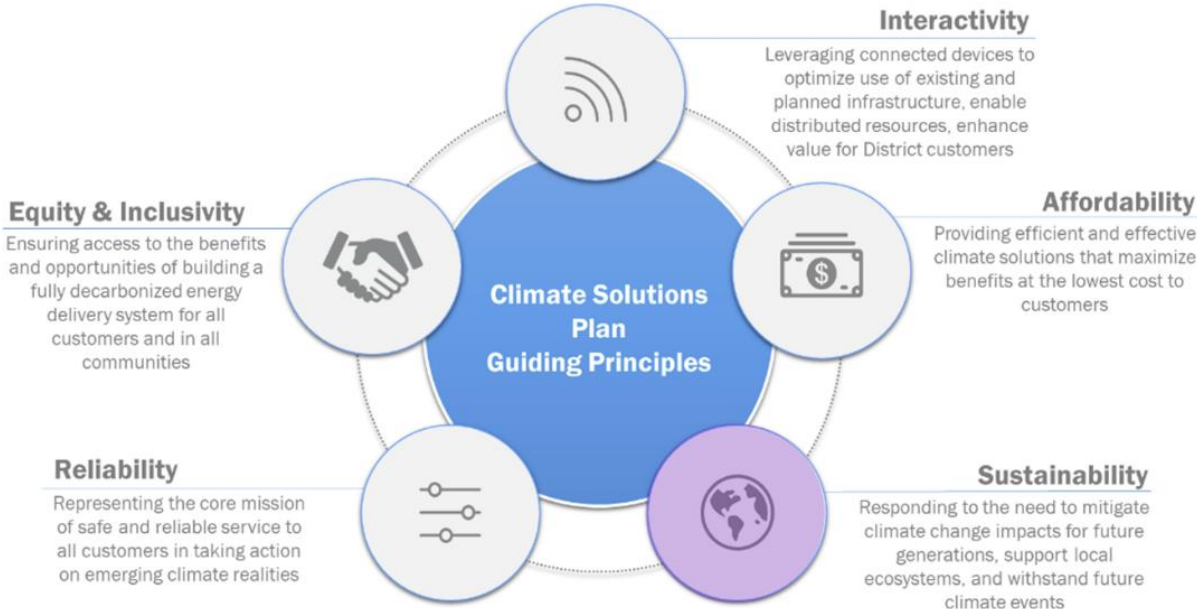 Interactivity
Leveraging connected devices to
optimize use of existing and
planned infrastructure, enable
distributed resources, enhance
value for District customers
Equity & Inclusivity
Ensuring access to the benefits
and opportunities of building a
fully decarbonized energy
delivery system for all
customers and in all
communities
Affordability
Providing efficient and effective
climate solutions that maximize
benefits at the lowest cost to
customers
$
Climate Solutions
Plan
Guiding Principles
Reliability
Representing the core mission
of safe and reliable service to
all customers in taking action
on emerging climate realities
Sustainability
Responding to the need to mitigate
climate change impacts for future
generations, support local
ecosystems, and withstand future
climate events